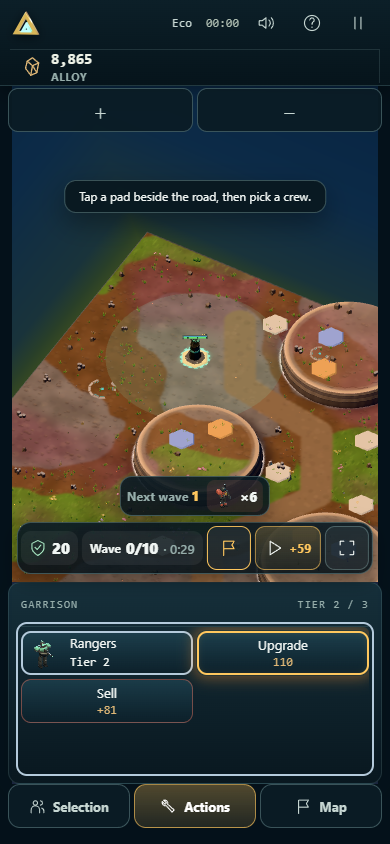 Eco 00:00
8,865
ALLOY
+ −
Tap a pad beside the road, then pick a crew.
Next wave 1 ×6
20 Wave 0/10 · 0:29 +59
GARRISON TIER 2 / 3
Rangers
Tier 2
Upgrade
110
Sell
+81
Selection Actions Map